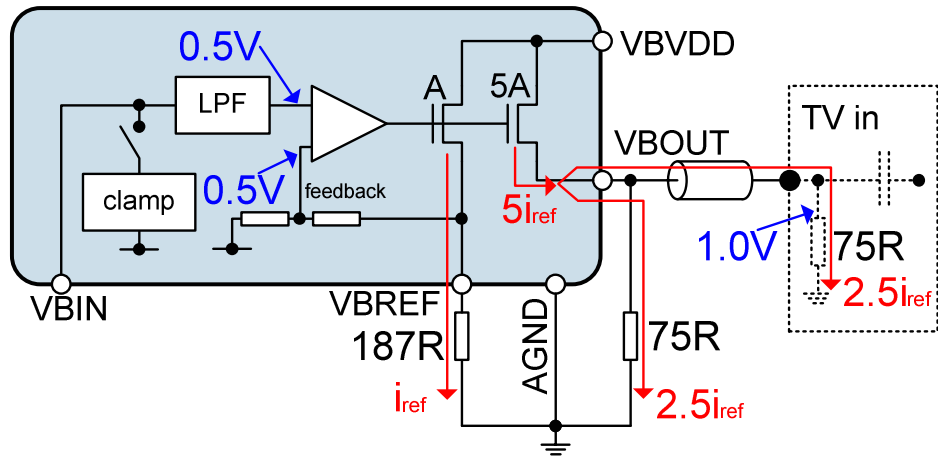 0.5V
VBVDD
LPF
A
5A
TV in
VBOUT
clamp
0.5V
feedback
5iref
1.0V
75R
2.5iref
VBIN
VBREF
AGND
187R
75R
iref
2.5iref